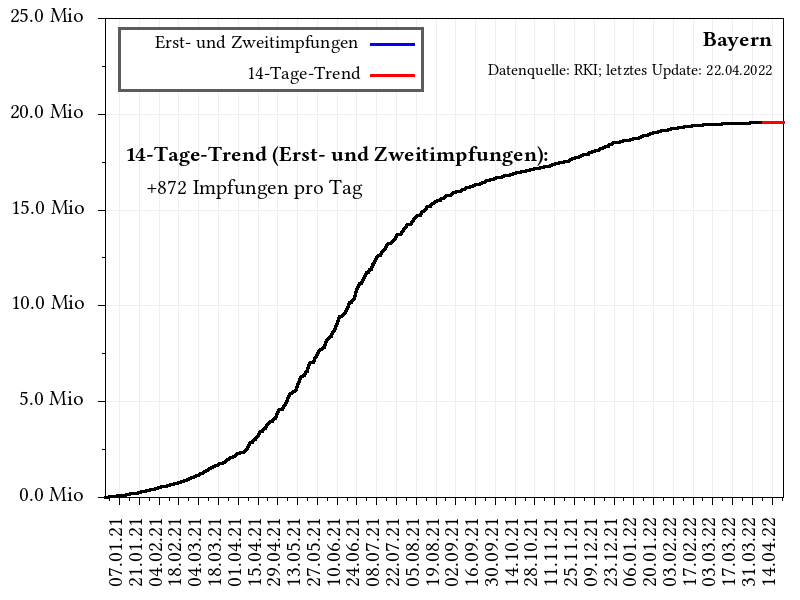 25.0 Mio
20.0 Mio
15.0 Mio
10.0 Mio
5.0 Mio
0.0 Mio
Erst- und Zweitimpfungen
14-Tage-Trend
Bayern
Datenquelle: RKI; letztes Update: 22.04.2022
14-Tage-Trend (Erst- und Zweitimpfungen):
+872 Impfungen pro Tag
07.01.21
21.01.21
04.02.21
18.02.21
04.03.21
18.03.21
01.04.21
15.04.21
29.04.21
13.05.21
27.05.21
10.06.21
24.06.21
08.07.21
22.07.21
05.08.21
19.08.21
02.09.21
16.09.21
30.09.21
14.10.21
28.10.21
11.11.21
25.11.21
09.12.21
23.12.21
06.01.22
20.01.22
03.02.22
17.02.22
03.03.22
17.03.22
31.03.22
14.04.22